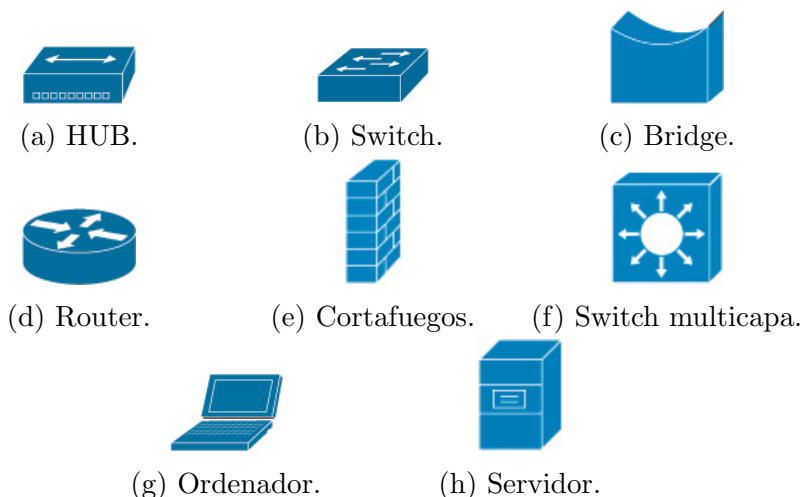 (a) HUB.
(b) Switch.
(c) Bridge.
(d) Router.
(e) Cortafuegos.
(f) Switch multicapa.
(g) Ordenador.
(h) Servidor.